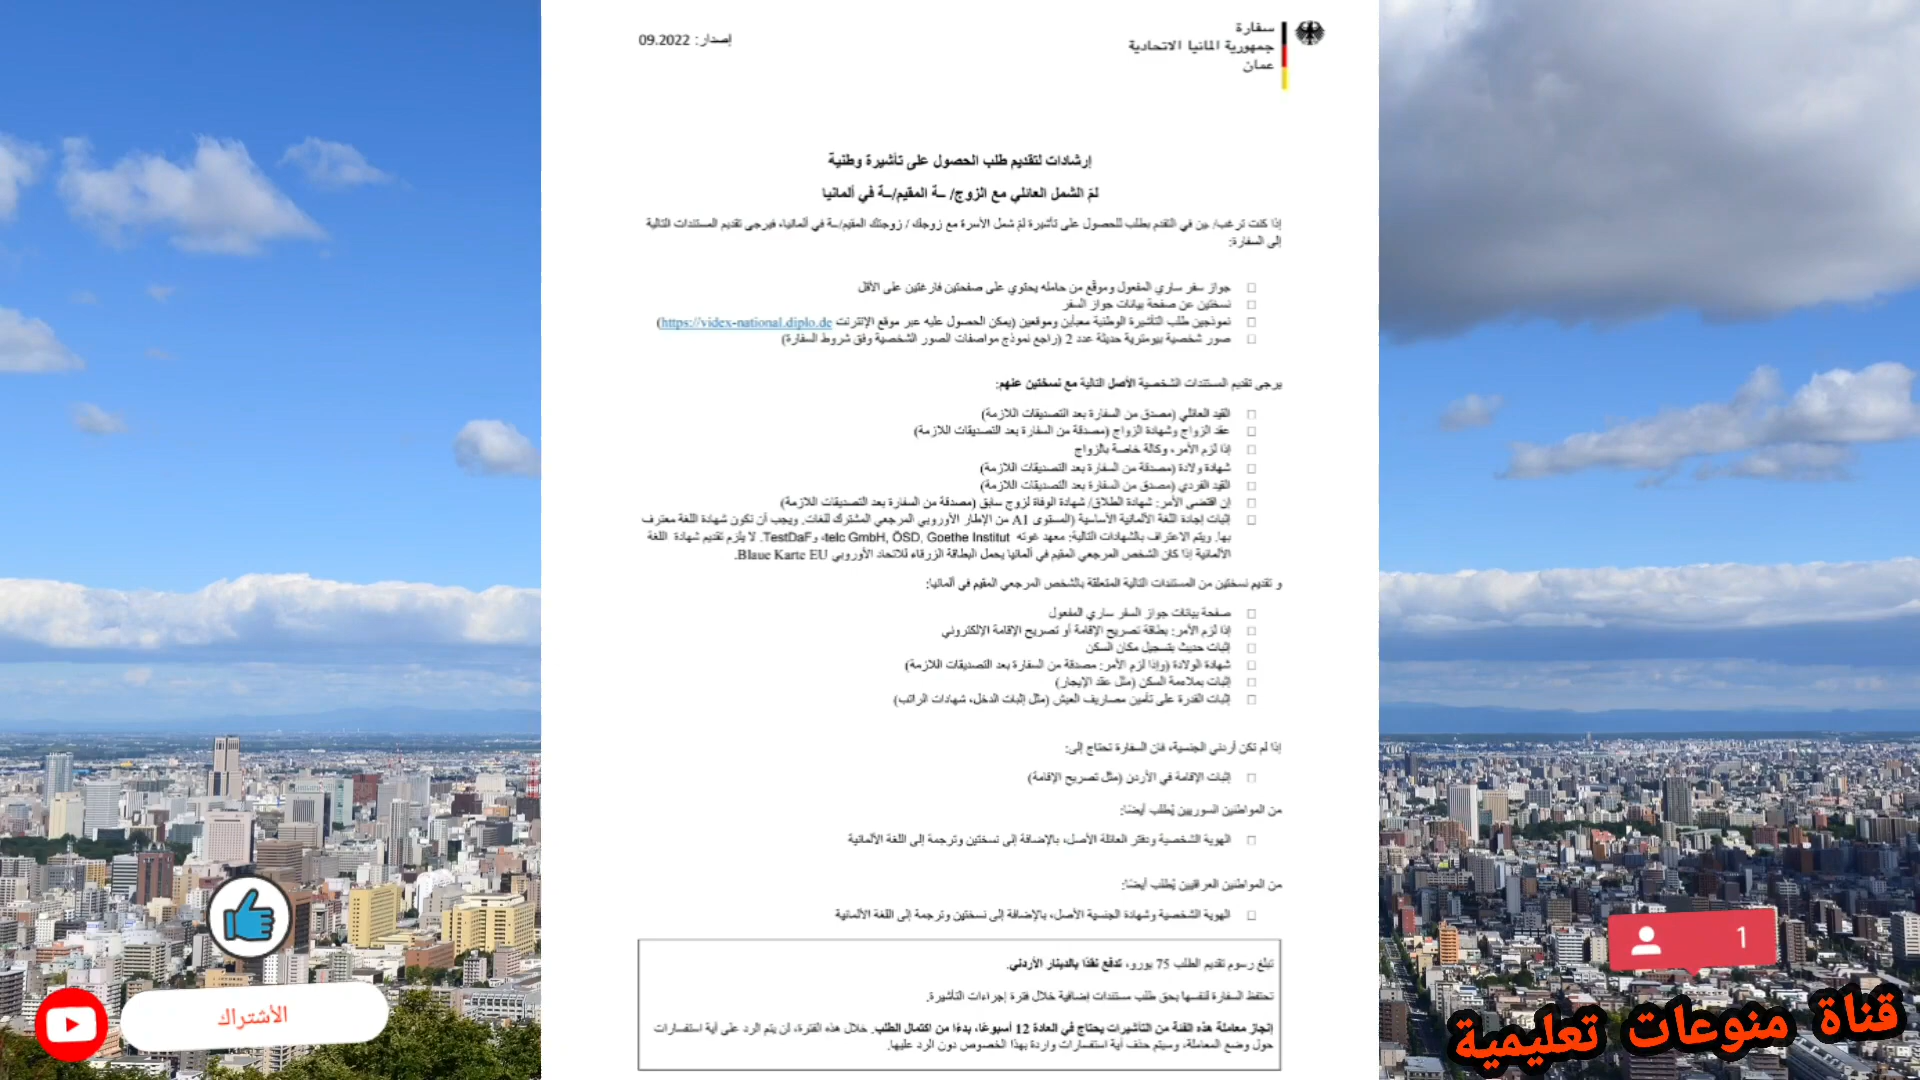 سفارة
جمهورية المانيا الاتحادية
عمان
إصدار: 09.2022
إرشادات لتقديم طلب الحصول على تأشيرة وطنية
لمّ الشمل العائلي مع الزوج/ ـة المقيم/ـة في ألمانيا
إذا كنت ترغب/ ين في التقدم بطلب للحصول على تأشيرة لمّ شمل الأسرة مع زوجك / زوجتك المقيم/ـة في ألمانيا، فيرجى تقديم المستندات التالية
إلى السفارة:
□ جواز سفر ساري المفعول وموقّع من حامله يحتوي على صفحتين فارغتين على الأقل
□ نسختين عن صفحة بيانات جواز السفر
□ نموذجين طلب التأشيرة الوطنية معبأين وموقعين (يمكن الحصول عليه عبر موقع الإنترنت https://videx-national.diplo.de)
□ صور شخصية بيومترية حديثة عدد 2 (راجع نموذج مواصفات الصور الشخصية وفق شروط السفارة)
يرجى تقديم المستندات الشخصية الأصل التالية مع نسختين عنهم:
□ القيد العائلي (مصدق من السفارة بعد التصديقات اللازمة)
□ عقد الزواج وشهادة الزواج (مصدقة من السفارة بعد التصديقات اللازمة)
□ إذا لزم الأمر، وكالة خاصة بالزواج
□ شهادة ولادة (مصدقة من السفارة بعد التصديقات اللازمة)
□ القيد الفردي (مصدق من السفارة بعد التصديقات اللازمة)
□ إن اقتضى الأمر: شهادة الطلاق/ شهادة الوفاة لزوج سابق (مصدقة من السفارة بعد التصديقات اللازمة)
□ إثبات إجادة اللغة الألمانية الأساسية (المستوى A1 من الإطار الأوروبي المرجعي المشترك للغات. ويجب أن تكون شهادة اللغة معترف
بها. ويتم الاعتراف بالشهادات التالية: معهد غوته telc GmbH, ÖSD, Goethe Institut، وTestDaF. لا يلزم تقديم شهادة اللغة
الألمانية إذا كان الشخص المرجعي المقيم في ألمانيا يحمل البطاقة الزرقاء للاتحاد الأوروبي Blaue Karte EU.
و تقديم نسختين من المستندات التالية المتعلقة بالشخص المرجعي المقيم في ألمانيا:
□ صفحة بيانات جواز السفر ساري المفعول
□ إذا لزم الأمر: بطاقة تصريح الإقامة أو تصريح الإقامة الإلكتروني
□ إثبات حديث بتسجيل مكان السكن
□ شهادة الولادة (وإذا لزم الأمر: مصدقة من السفارة بعد التصديقات اللازمة)
□ إثبات بملاءمة السكن (مثل عقد الإيجار)
□ إثبات القدرة على تأمين مصاريف العيش (مثل إثبات الدخل، شهادات الراتب)
إذا لم تكن أردني الجنسية، فان السفارة تحتاج إلى:
□ إثبات الإقامة في الأردن (مثل تصريح الإقامة)
من المواطنين السوريين يُطلب أيضًا:
□ الهوية الشخصية ودفتر العائلة الأصل، بالإضافة إلى نسختين وترجمة إلى اللغة الألمانية
من المواطنين العراقيين يُطلب أيضًا:
□ الهوية الشخصية وشهادة الجنسية الأصل، بالإضافة إلى نسختين وترجمة إلى اللغة الألمانية
تبلغ رسوم تقديم الطلب 75 يورو، تدفع نقدًا بالدينار الأردني.
تحتفظ السفارة لنفسها بحق طلب مستندات إضافية خلال فترة إجراءات التأشيرة.
إنجاز معاملة هذه الفئة من التأشيرات يحتاج في العادة 12 أسبوعًا، بدءًا من اكتمال الطلب. خلال هذه الفترة، لن يتم الرد على أية استفسارات
حول وضع المعاملة، وسيتم حذف أية استفسارات واردة بهذا الخصوص دون الرد عليها.
الأشتراك
1
قناة منوعات تعليمية